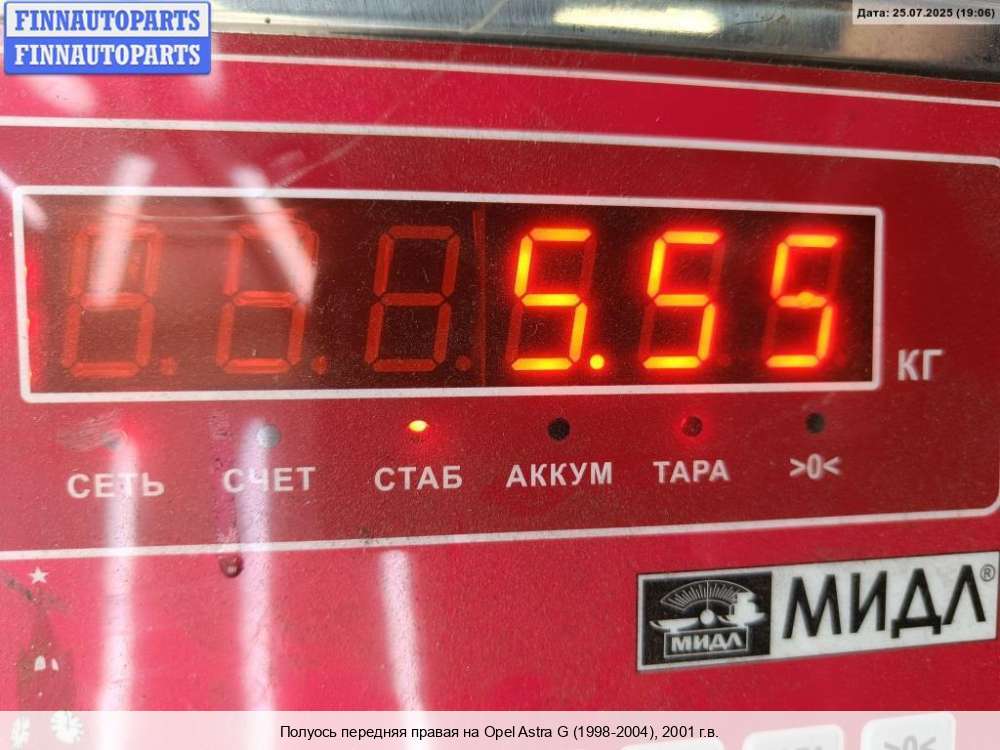 FINNAUTOPARTS
FINNAUTOPARTS
Дата: 25.07.2025 (19:06)
5.55
КГ
СЕТЬ СЧЕТ СТАБ АККУМ ТАРА >0<
МИДЛ МИДЛ®
>0<
Полуось передняя правая на Opel Astra G (1998-2004), 2001 г.в.